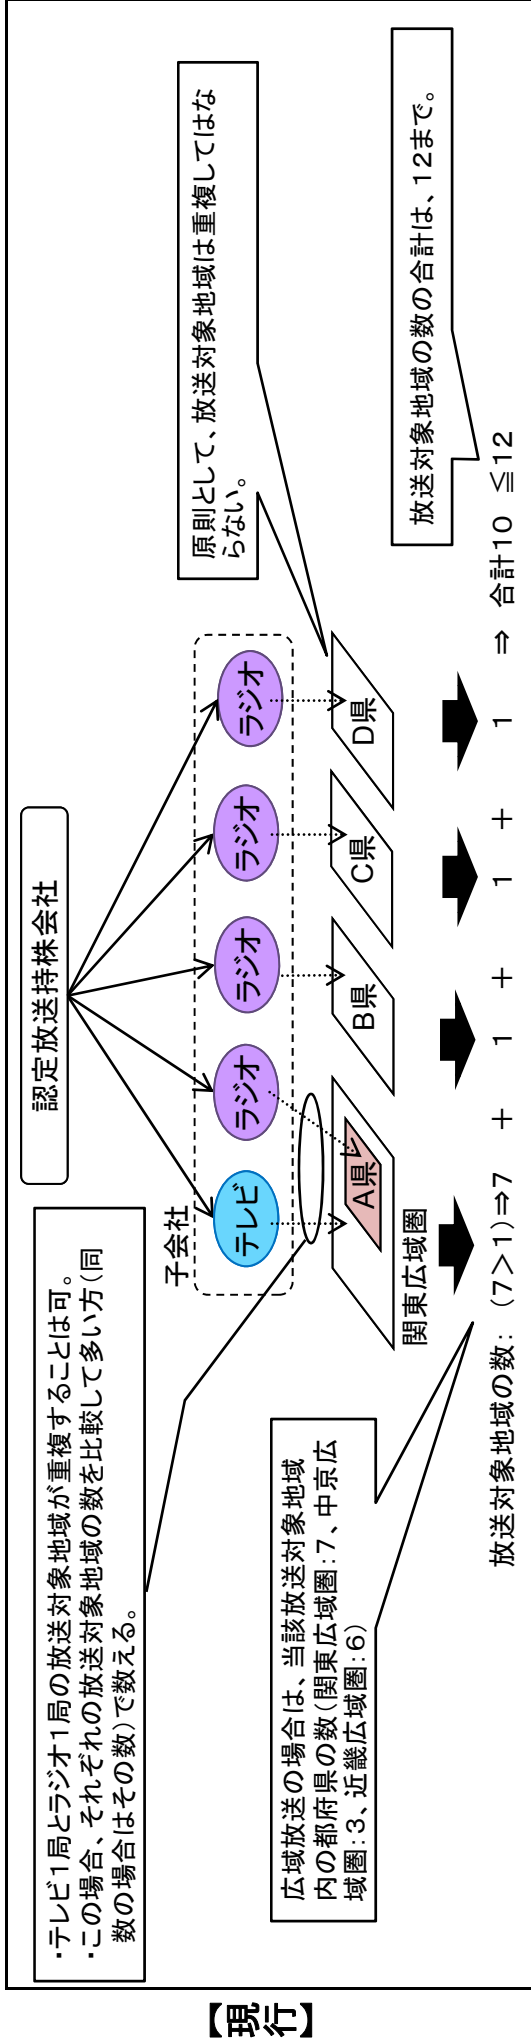 【現行】
・テレビ1局とラジオ1局の放送対象地域が重複することは可。
・この場合、それぞれの放送対象地域の数を比較して多い方（同
数の場合はその数）で数える。
認定放送持株会社
子会社
テレビ
ラジオ
ラジオ
ラジオ
ラジオ
原則として、放送対象地域は重複してはな
らない。
A県
B県
C県
D県
関東広域圏
広域放送の場合は、当該放送対象地域
内の都府県の数（関東広域圏：7、中京広
域圏：3、近畿広域圏：6）
放送対象地域の数の合計は、12まで。
放送対象地域の数： （7＞1）⇒7 ＋ 1 ＋ 1 ＋ 1 ⇒ 合計10 ≦12